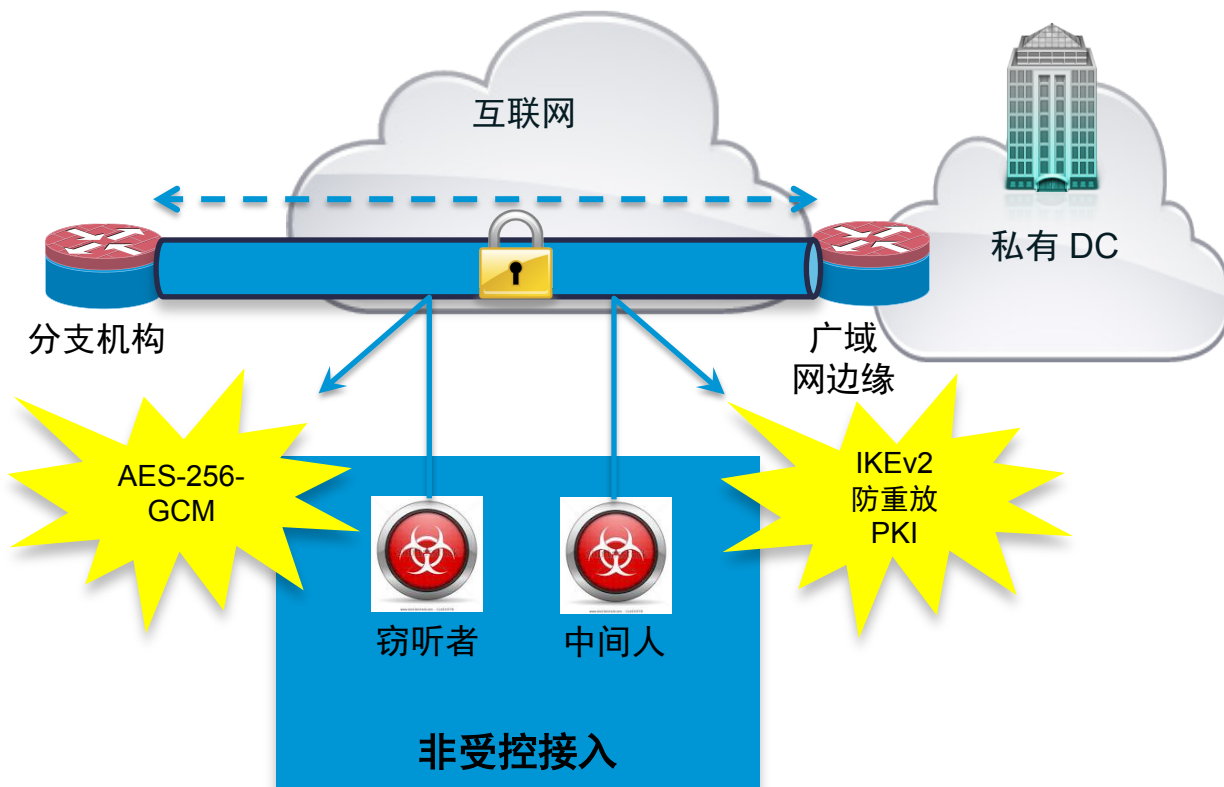 互联网
私有 DC
分支机构
广域
网边缘
AES-256-
GCM
IKEv2
防重放
PKI
窃听者
中间人
非受控接入